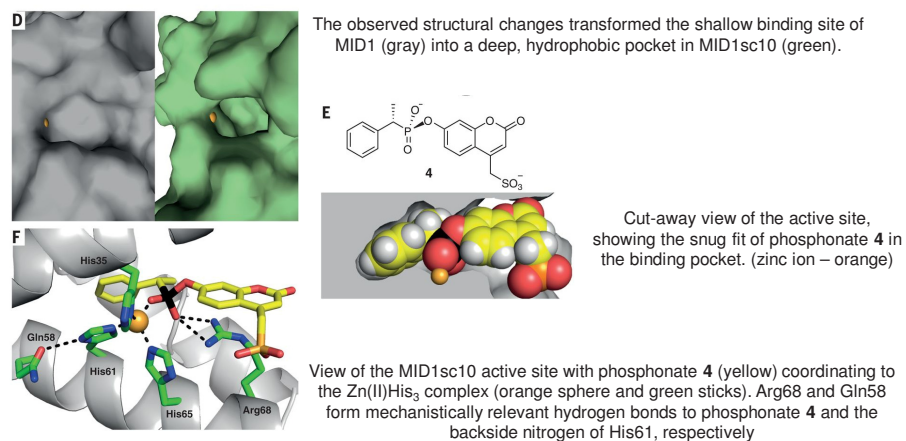 D
The observed structural changes transformed the shallow binding site of
MID1 (gray) into a deep, hydrophobic pocket in MID1sc10 (green).
E
O⁻
P
O
O
O
O
4
SO₃⁻
Cut-away view of the active site,
showing the snug fit of phosphonate 4 in
the binding pocket. (zinc ion – orange)
F
His35
Gln58
His61
His65
Arg68
View of the MID1sc10 active site with phosphonate 4 (yellow) coordinating to
the Zn(II)His₃ complex (orange sphere and green sticks). Arg68 and Gln58
form mechanistically relevant hydrogen bonds to phosphonate 4 and the
backside nitrogen of His61, respectively